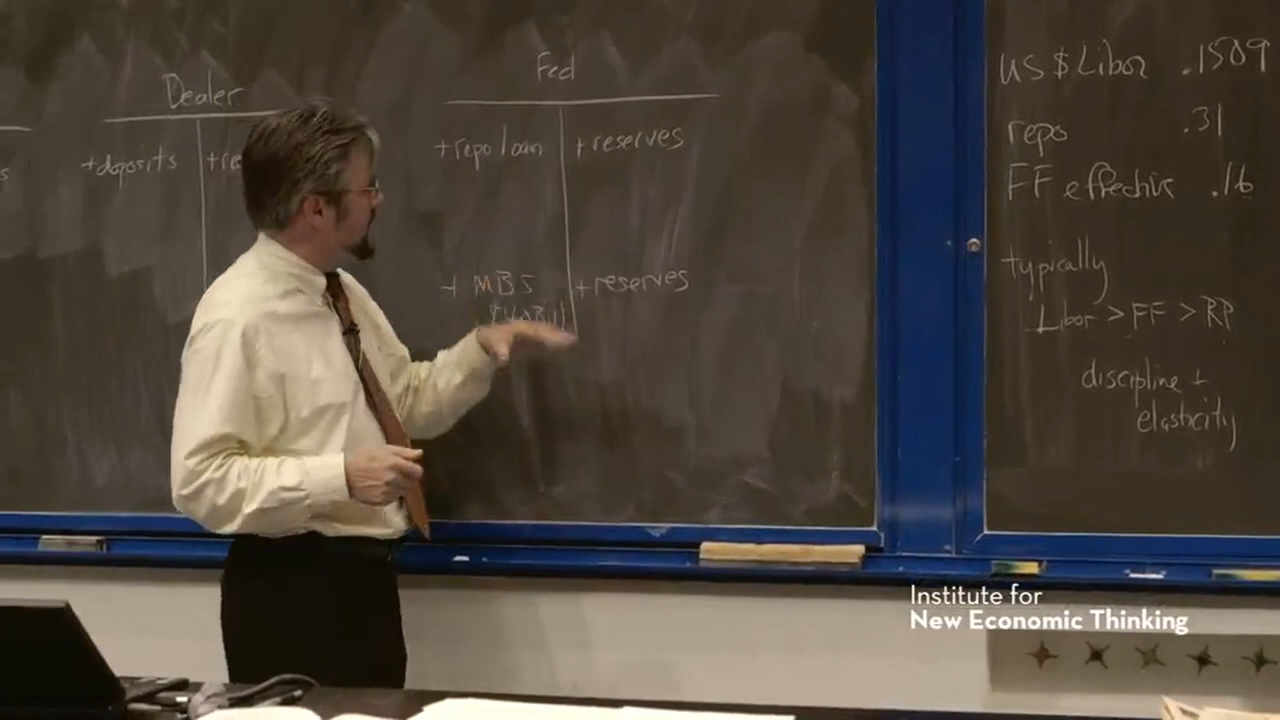 s
Dealer
+deposits
+re
Fed
+repo loan
+reserves
+ MBS
+reserves
US $ Libor .1509
repo .31
FF effective .16
typically
Libor > FF > RP
discipline +
elasticity
Institute for
New Economic Thinking